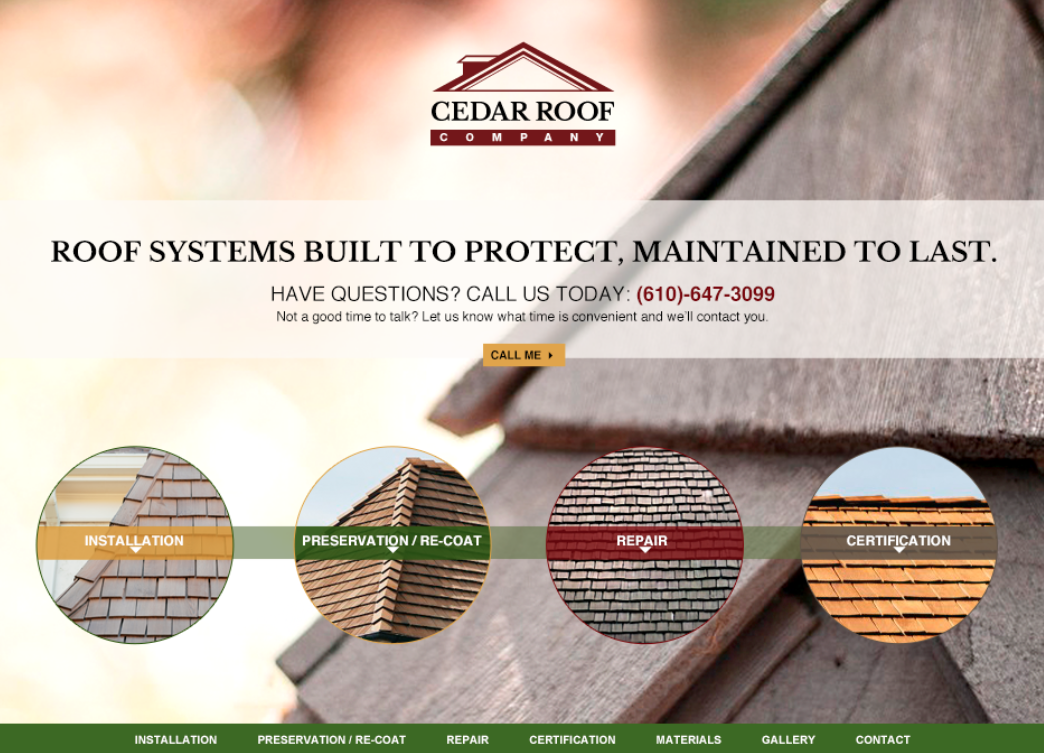 CEDAR ROOF
COMPANY
ROOF SYSTEMS BUILT TO PROTECT, MAINTAINED TO LAST.
HAVE QUESTIONS? CALL US TODAY: (610)-647-3099
Not a good time to talk? Let us know what time is convenient and we'll contact you.
CALL ME
INSTALLATION
PRESERVATION / RE-COAT
REPAIR
CERTIFICATION
INSTALLATION PRESERVATION / RE-COAT REPAIR CERTIFICATION MATERIALS GALLERY CONTACT